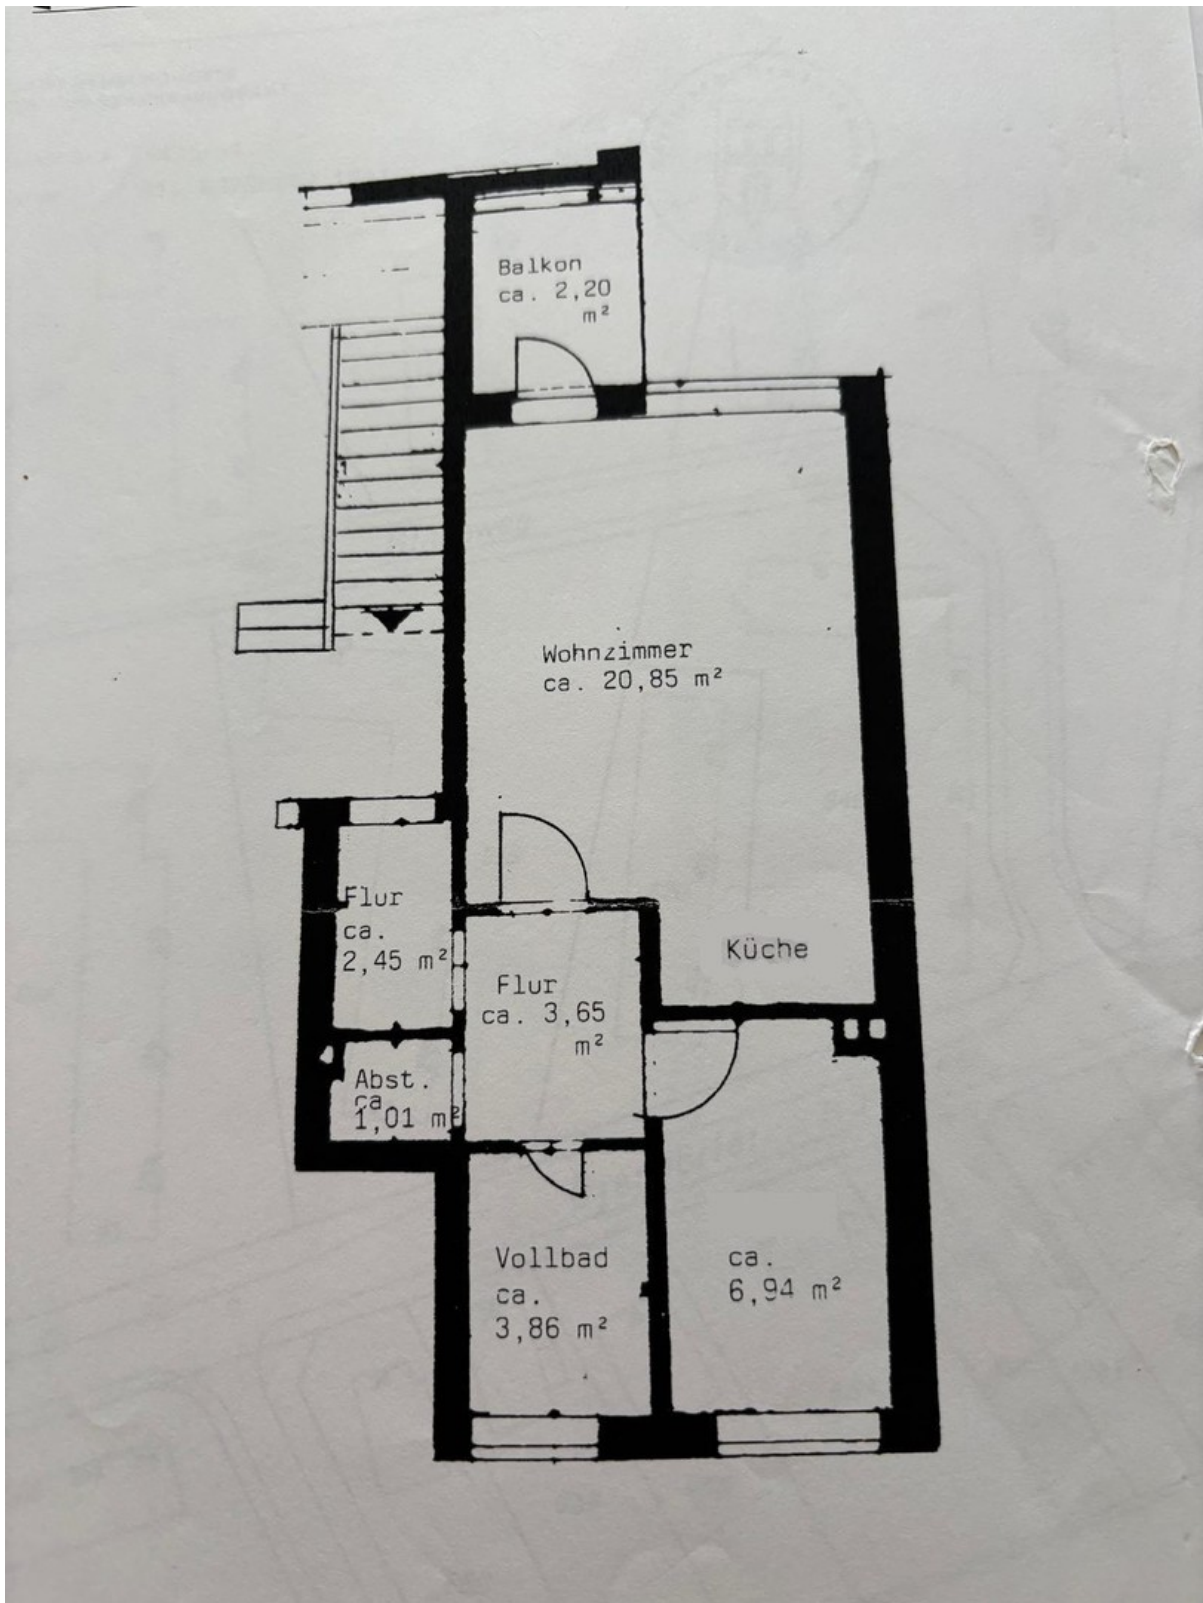 Balkon
ca. 2,20
m²
Wohnzimmer
ca. 20,85 m²
Flur
ca.
2,45 m²
Küche
Flur
ca. 3,65
m²
Abst.
ca.
1,01 m²
Vollbad
ca.
3,86 m²
ca.
6,94 m²